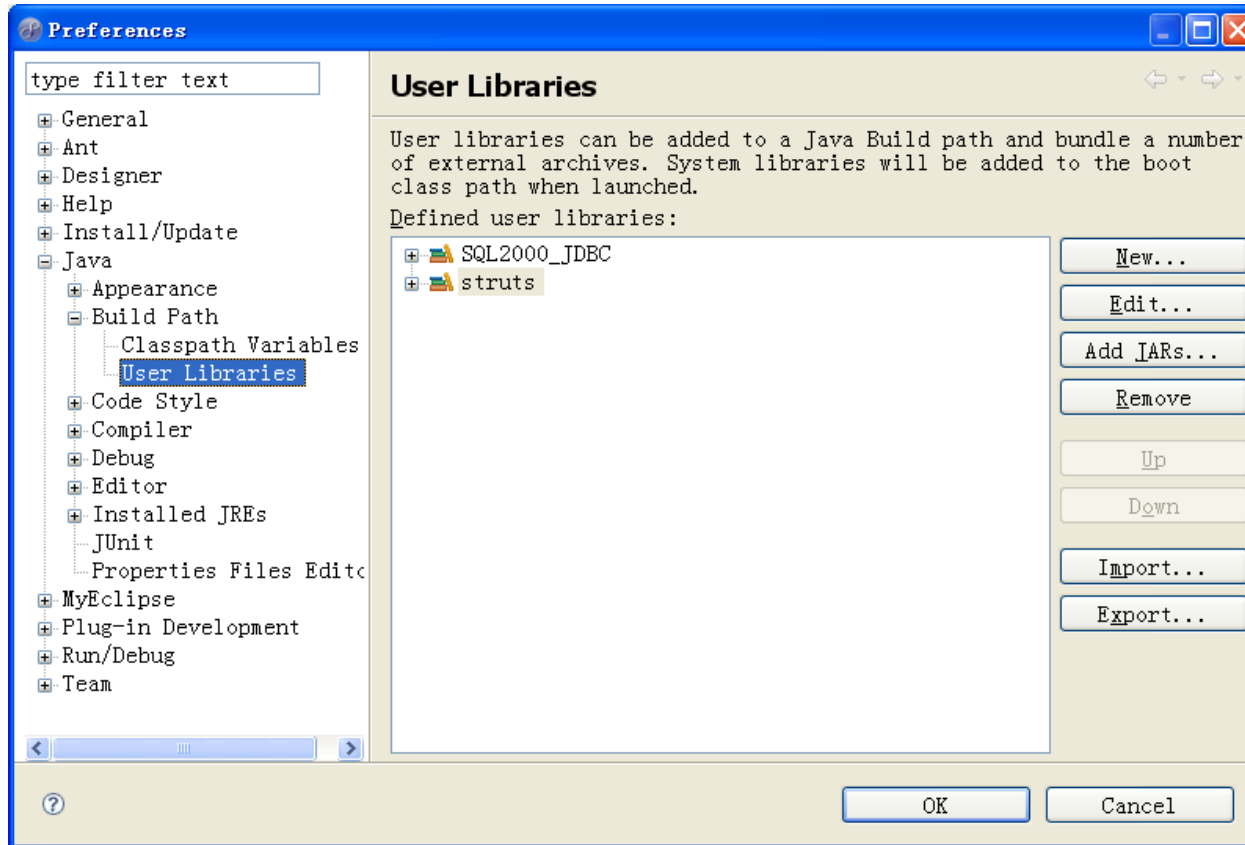 Preferences
type filter text
General
Ant
Designer
Help
Install/Update
Java
Appearance
Build Path
Classpath Variables
User Libraries
Code Style
Compiler
Debug
Editor
Installed JREs
JUnit
Properties Files Edito
MyEclipse
Plug-in Development
Run/Debug
Team
User Libraries
User libraries can be added to a Java Build path and bundle a number
of external archives. System libraries will be added to the boot
class path when launched.
Defined user libraries:
SQL2000_JDBC
struts
New...
Edit...
Add JARs...
Remove
Up
Down
Import...
Export...
OK
Cancel